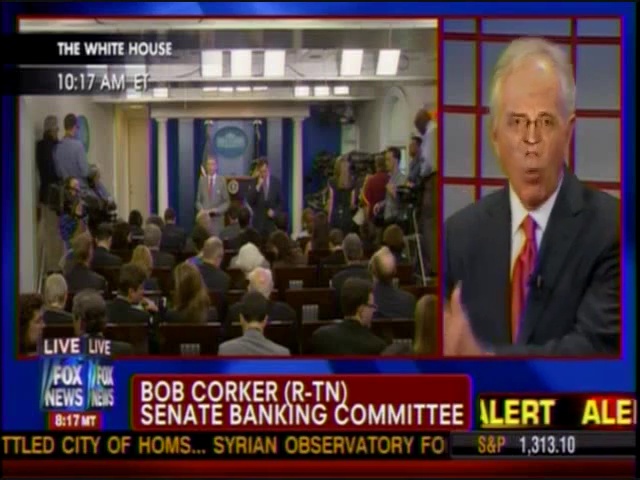 THE WHITE HOUSE
10:17 AM ET
LIVE LIVE
FOX NEWS
FOX NEWS
8:17 MT
BOB CORKER (R-TN)
SENATE BANKING COMMITTEE
ALERT ALE
TTLED CITY OF HOMS... SYRIAN OBSERVATORY FO
S&P 1,313.10